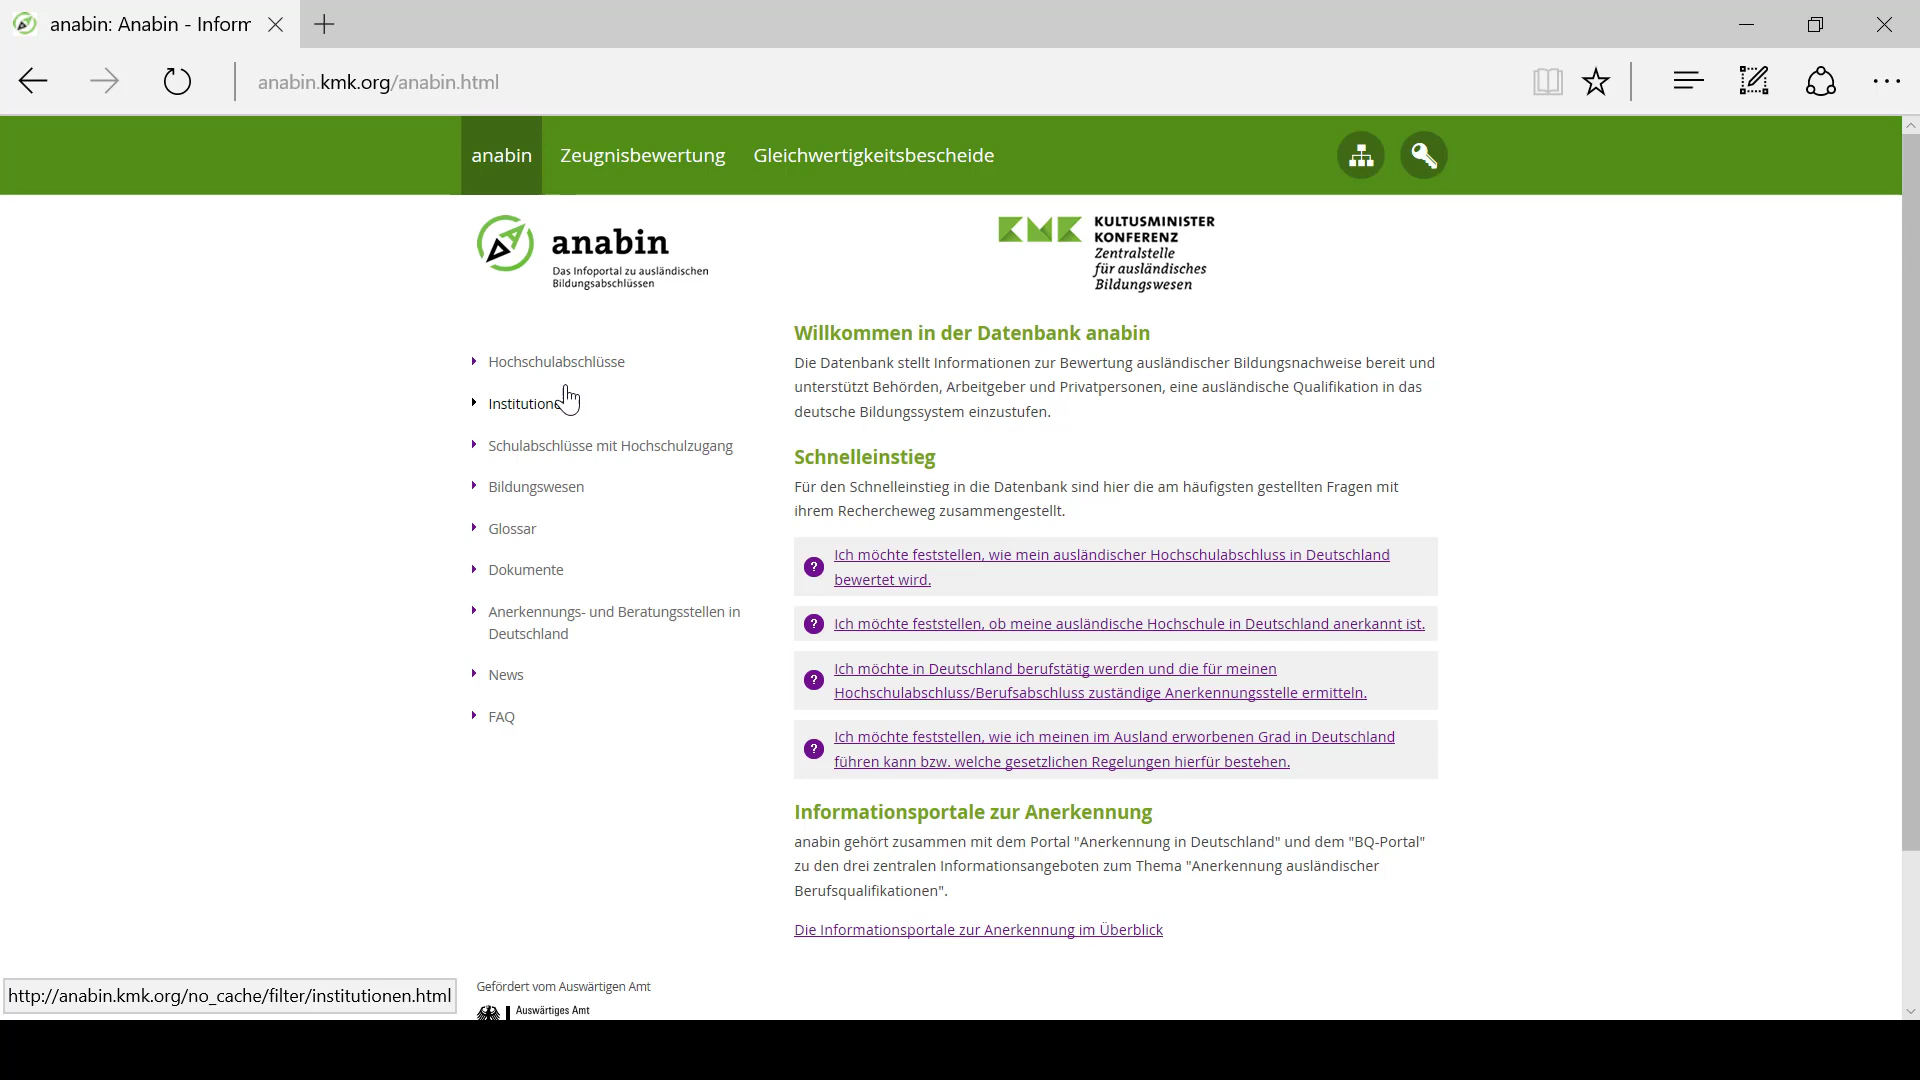 anabin: Anabin - Inform
anabin.kmk.org/anabin.html
anabin Zeugnisbewertung Gleichwertigkeitsbescheide
anabin
Das Infoportal zu ausländischen
Bildungsabschlüssen
KMK
KULTUSMINISTER
KONFERENZ
Zentralstelle
für ausländisches
Bildungswesen
Hochschulabschlüsse
Schulabschlüsse mit Hochschulzugang
Bildungswesen
Glossar
Dokumente
Anerkennungs- und Beratungsstellen in
Deutschland
News
FAQ
Willkommen in der Datenbank anabin
Die Datenbank stellt Informationen zur Bewertung ausländischer Bildungsnachweise bereit und
unterstützt Behörden, Arbeitgeber und Privatpersonen, eine ausländische Qualifikation in das
deutsche Bildungssystem einzustufen.
Schnelleinstieg
Für den Schnelleinstieg in die Datenbank sind hier die am häufigsten gestellten Fragen mit
ihrem Rechercheweg zusammengestellt.
? Ich möchte feststellen, wie mein ausländischer Hochschulabschluss in Deutschland
bewertet wird.
? Ich möchte feststellen, ob meine ausländische Hochschule in Deutschland anerkannt ist.
? Ich möchte in Deutschland berufstätig werden und die für meinen
Hochschulabschluss/Berufsabschluss zuständige Anerkennungsstelle ermitteln.
? Ich möchte feststellen, wie ich meinen im Ausland erworbenen Grad in Deutschland
führen kann bzw. welche gesetzlichen Regelungen hierfür bestehen.
Informationsportale zur Anerkennung
anabin gehört zusammen mit dem Portal "Anerkennung in Deutschland" und dem "BQ-Portal"
zu den drei zentralen Informationsangeboten zum Thema "Anerkennung ausländischer
Berufsqualifikationen".
Die Informationsportale zur Anerkennung im Überblick
Gefördert vom Auswärtigen Amt
Auswärtiges Amt
http://anabin.kmk.org/no_cache/filter/institutionen.html